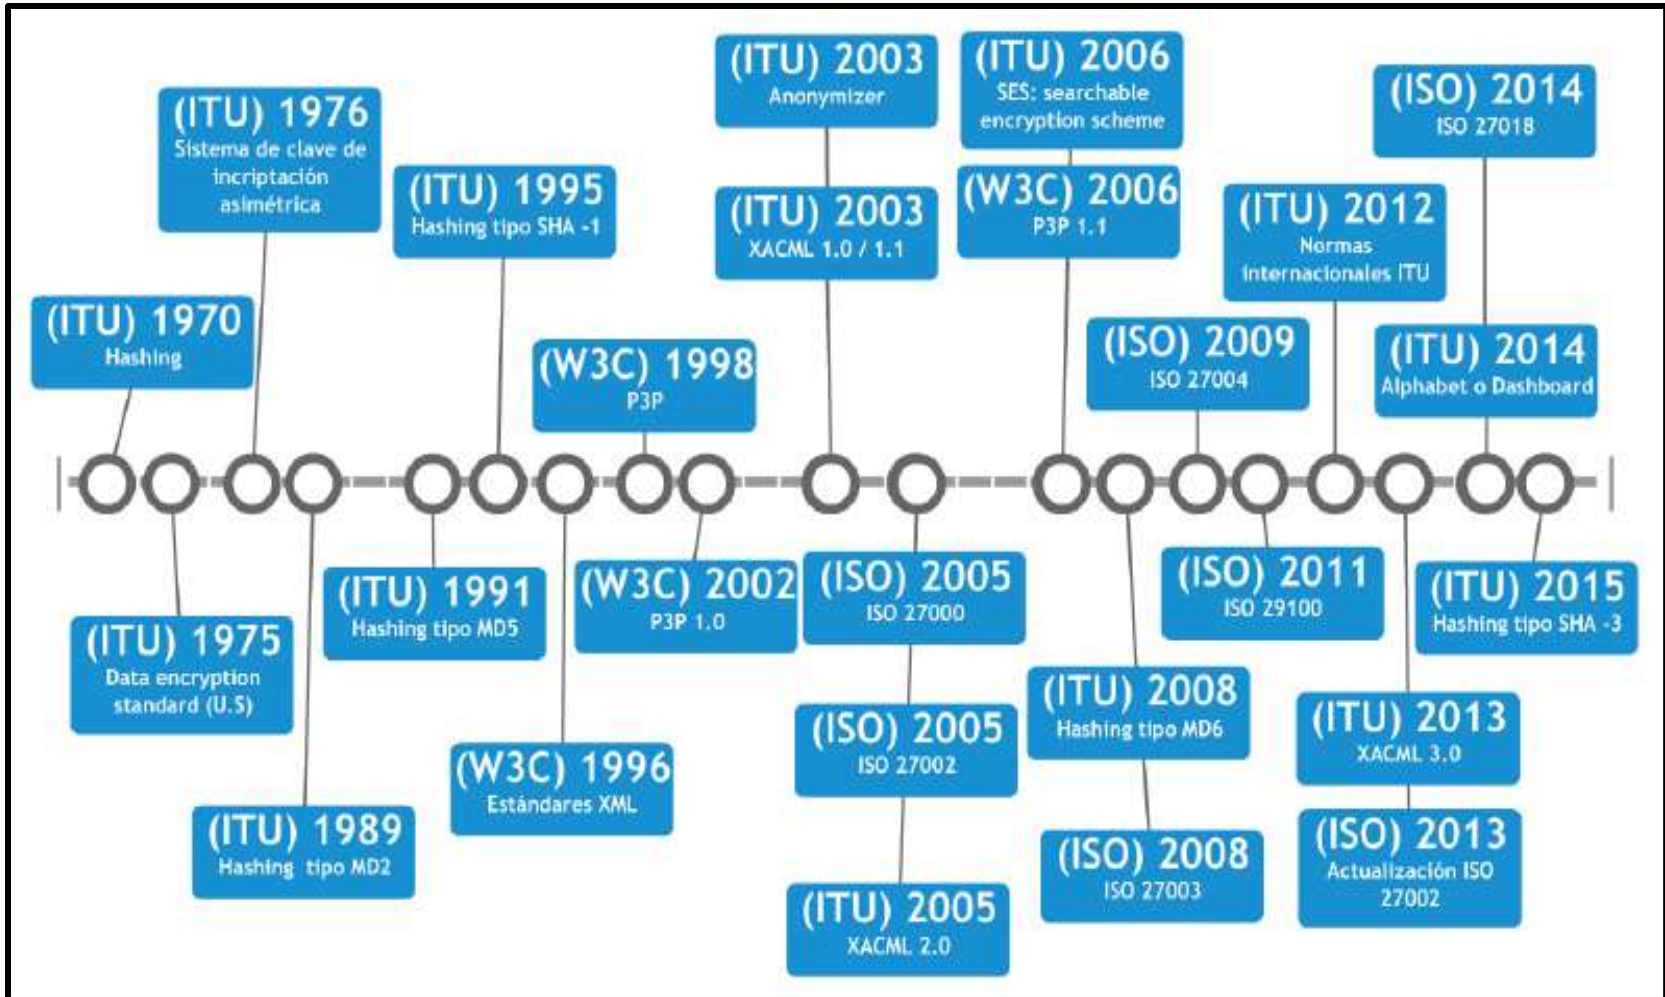 (ITU) 1970
Hashing
(ITU) 1975
Data encryption
standard (U.S)
(ITU) 1976
Sistema de clave de
incriptación
asimétrica
(ITU) 1989
Hashing tipo MD2
(ITU) 1991
Hashing tipo MD5
(ITU) 1995
Hashing tipo SHA -1
(W3C) 1996
Estándares XML
(W3C) 1998
P3P
(W3C) 2002
P3P 1.0
(ITU) 2003
Anonymizer
(ITU) 2003
XACML 1.0 / 1.1
(ISO) 2005
ISO 27000
(ISO) 2005
ISO 27002
(ITU) 2005
XACML 2.0
(ITU) 2006
SES: searchable
encryption scheme
(W3C) 2006
P3P 1.1
(ITU) 2008
Hashing tipo MD6
(ISO) 2008
ISO 27003
(ISO) 2009
ISO 27004
(ISO) 2011
ISO 29100
(ITU) 2012
Normas
internacionales ITU
(ITU) 2013
XACML 3.0
(ISO) 2013
Actualización ISO
27002
(ISO) 2014
ISO 27018
(ITU) 2014
Alphabet o Dashboard
(ITU) 2015
Hashing tipo SHA -3